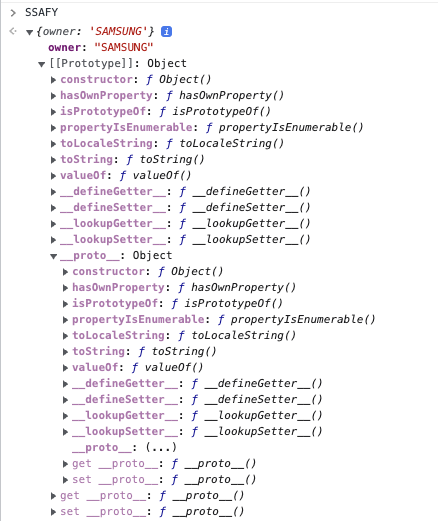 SSAFY
{owner: 'SAMSUNG'} i
owner: "SAMSUNG"
[[Prototype]]: Object
constructor: ƒ Object()
hasOwnProperty: ƒ hasOwnProperty()
isPrototypeOf: ƒ isPrototypeOf()
propertyIsEnumerable: ƒ propertyIsEnumerable()
toLocaleString: ƒ toLocaleString()
toString: ƒ toString()
valueOf: ƒ valueOf()
__defineGetter__: ƒ __defineGetter__()
__defineSetter__: ƒ __defineSetter__()
__lookupGetter__: ƒ __lookupGetter__()
__lookupSetter__: ƒ __lookupSetter__()
__proto__: Object
constructor: ƒ Object()
hasOwnProperty: ƒ hasOwnProperty()
isPrototypeOf: ƒ isPrototypeOf()
propertyIsEnumerable: ƒ propertyIsEnumerable()
toLocaleString: ƒ toLocaleString()
toString: ƒ toString()
valueOf: ƒ valueOf()
__defineGetter__: ƒ __defineGetter__()
__defineSetter__: ƒ __defineSetter__()
__lookupGetter__: ƒ __lookupGetter__()
__lookupSetter__: ƒ __lookupSetter__()
__proto__: (...)
get __proto__: ƒ __proto__()
set __proto__: ƒ __proto__()
get __proto__: ƒ __proto__()
set __proto__: ƒ __proto__()